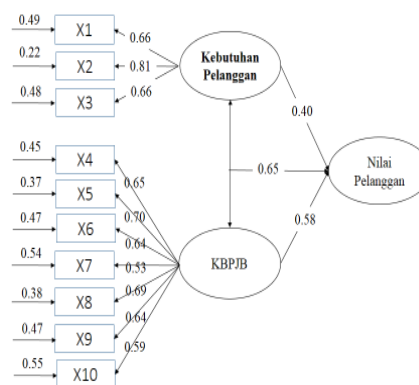 0.49
X1
0.66
0.22
X2
0.81
0.48
X3
0.66
Kebutuhan
Pelanggan
0.40
0.65
Nilai
Pelanggan
0.58
KBPJB
0.45
X4
0.65
0.37
X5
0.70
0.47
X6
0.64
0.54
X7
0.53
0.38
X8
0.69
0.47
X9
0.64
0.55
X10
0.59